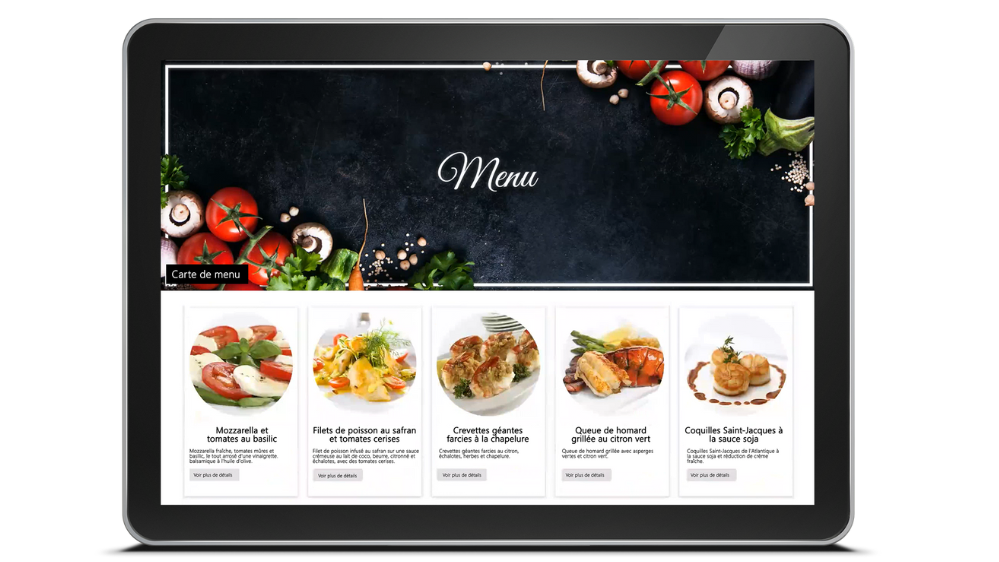 Menu
Carte de menu
Mozzarella et
tomates au basilic
Mozzarella fraîche, tomates mûres et
basilic, le tout arrosé d'une vinaigrette
balsamique à l'huile d'olive.
Voir plus de détails
Filets de poisson au safran
et tomates cerises
Filet de poisson infusé au safran sur une sauce
crémeuse au lait de coco, beurre, citronné et
échalotes, avec des tomates cerises.
Voir plus de détails
Crevettes géantes
farcies à la chapelure
Crevettes géantes farcies au citron,
échalotes, herbes et chapelure.
Voir plus de détails
Queue de homard
grillée au citron vert
Queue de homard grillée avec asperges
vertes et citron vert.
Voir plus de détails
Coquilles Saint-Jacques à
la sauce soja
Coquilles Saint-Jacques de l'Atlantique à
la sauce soja et réduction de crème
fraîche.
Voir plus de détails